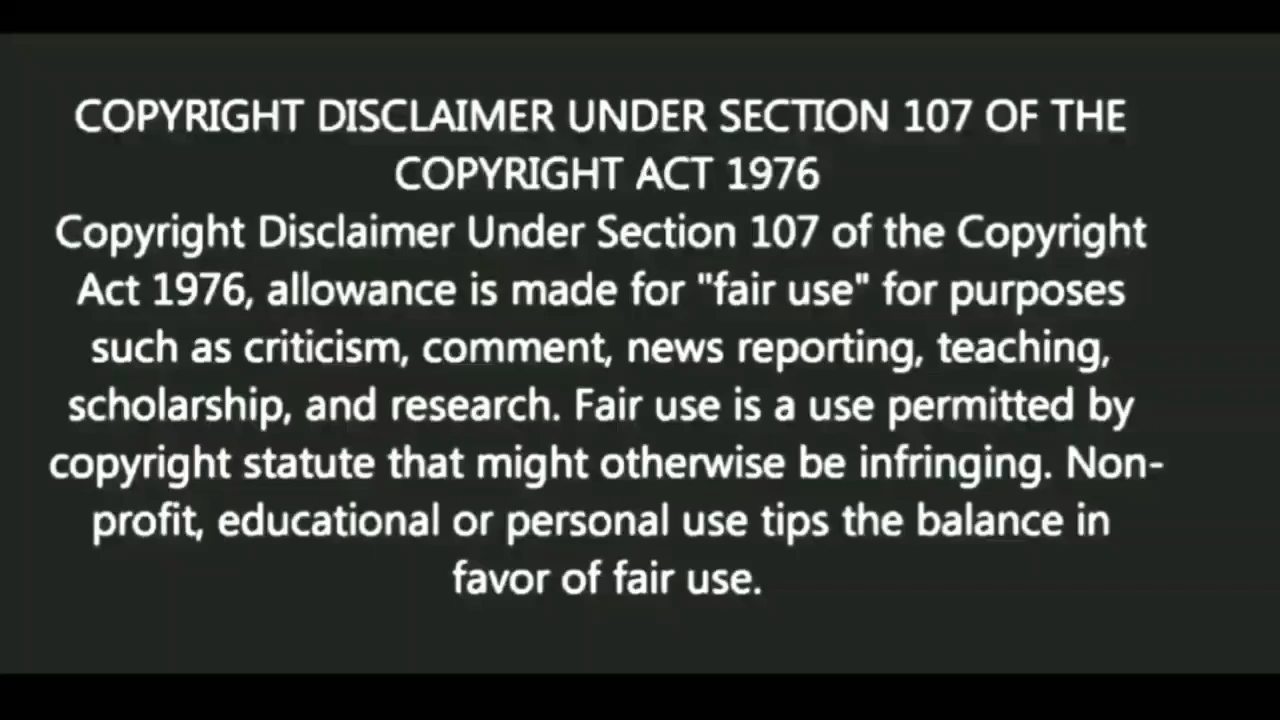 COPYRIGHT DISCLAIMER UNDER SECTION 107 OF THE
COPYRIGHT ACT 1976
Copyright Disclaimer Under Section 107 of the Copyright
Act 1976, allowance is made for "fair use" for purposes
such as criticism, comment, news reporting, teaching,
scholarship, and research. Fair use is a use permitted by
copyright statute that might otherwise be infringing. Non-
profit, educational or personal use tips the balance in
favor of fair use.